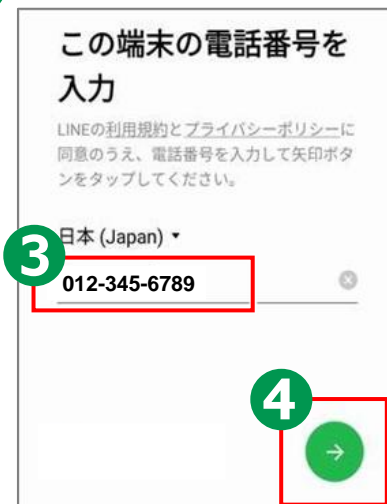 この端末の電話番号を
入力
LINEの利用規約とプライバシーポリシーに
同意のうえ、電話番号を入力して矢印ボタ
ンをタップしてください。
日本 (Japan) ▾
3
012-345-6789
4